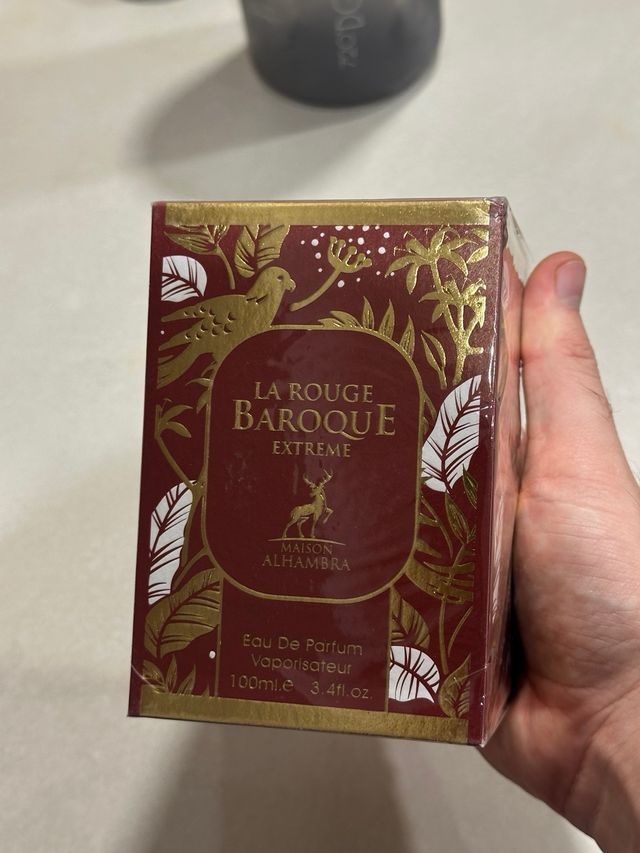 LA ROUGE
BAROQUE
EXTREME
MAISON
ALHAMBRA
Eau De Parfum
Vaporisateur
100ml.e 3.4fl.oz.